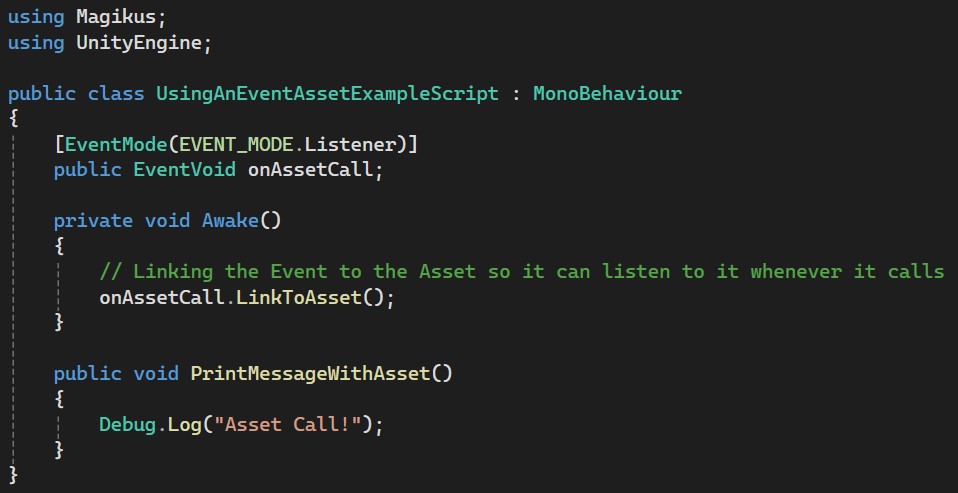 using Magikus;
using UnityEngine;

public class UsingAnEventAssetExampleScript : MonoBehaviour
{
    [EventMode(EVENT_MODE.Listener)]
    public EventVoid onAssetCall;

    private void Awake()
    {
        // Linking the Event to the Asset so it can listen to it whenever it calls
        onAssetCall.LinkToAsset();
    }

    public void PrintMessageWithAsset()
    {
        Debug.Log("Asset Call!");
    }
}